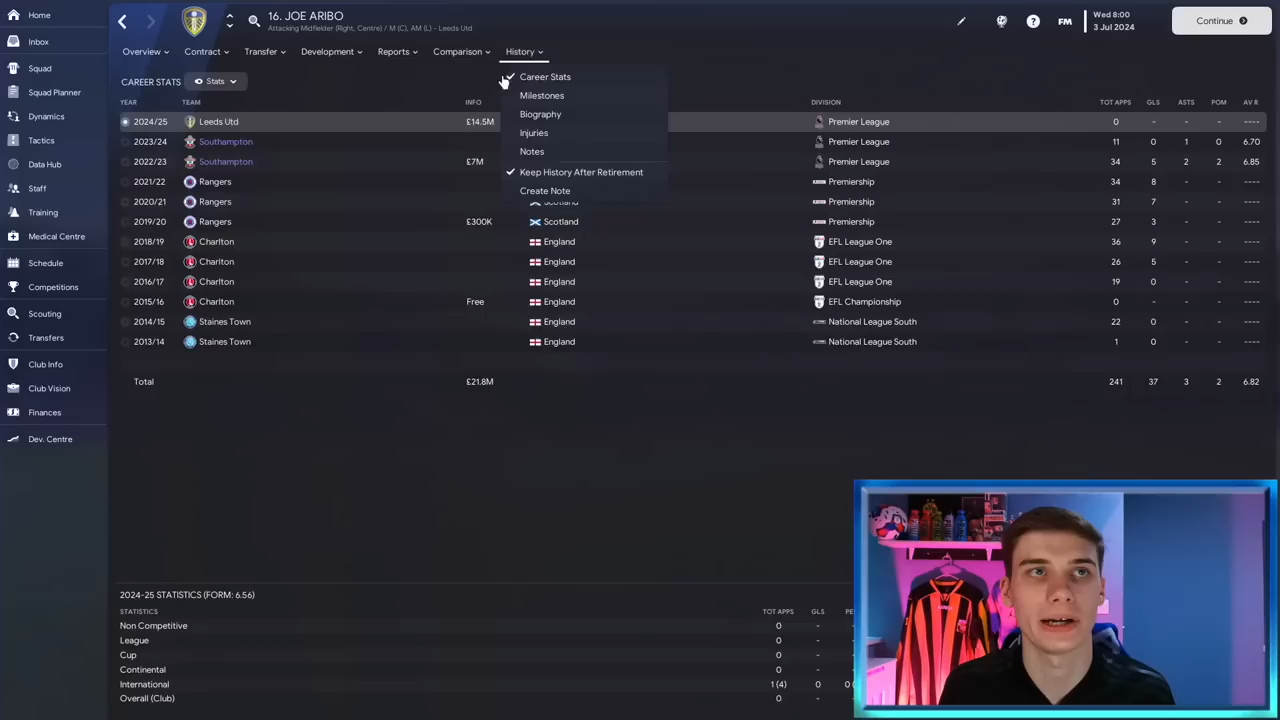 Home
Inbox
Squad
Squad Planner
Dynamics
Tactics
Data Hub
Staff
Training
Medical Centre
Schedule
Competitions
Scouting
Transfers
Club Info
Club Vision
Finances
Dev. Centre
16. JOE ARIBO
Attacking Midfielder (Right, Centre) / M (C), AM (L) - Leeds Utd
FM
Wed 8:00
3 Jul 2024
Continue
Overview Contract Transfer Development Reports Comparison History
CAREER STATS Stats
Career Stats
Milestones
Biography
Injuries
Notes
Keep History After Retirement
Create Note
YEAR TEAM INFO DIVISION TOT APPS GLS ASTS POM AV R
2024/25 Leeds Utd £14.5M Premier League 0 - - - ----
2023/24 Southampton Premier League 11 0 1 0 6.70
2022/23 Southampton £7M Premier League 34 5 2 2 6.85
2021/22 Rangers Premiership 34 8 - - ----
2020/21 Rangers Scotland Premiership 31 7 - - ----
2019/20 Rangers £300K Scotland Premiership 27 3 - - ----
2018/19 Charlton England EFL League One 36 9 - - ----
2017/18 Charlton England EFL League One 26 5 - - ----
2016/17 Charlton England EFL League One 19 0 - - ----
2015/16 Charlton Free England EFL Championship 0 - - - ----
2014/15 Staines Town England National League South 22 0 - - ----
2013/14 Staines Town England National League South 1 0 - - ----
Total £21.8M 241 37 3 2 6.82
2024-25 STATISTICS (FORM: 6.56)
STATISTICS TOT APPS GLS PE
Non Competitive 0 -
League 0 -
Cup 0 -
Continental 0 -
International 1 (4) 0 0
Overall (Club) 0 -